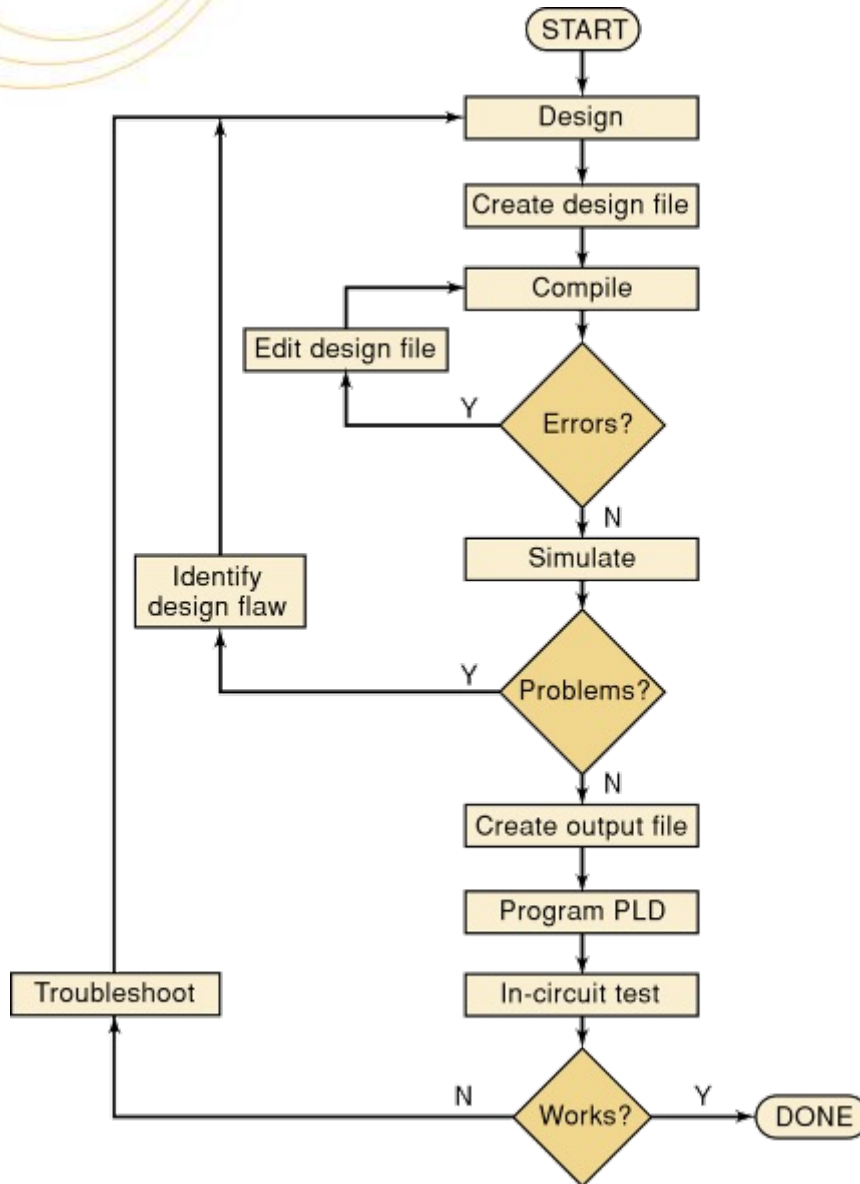 START
Design
Create design file
Compile
Edit design file
Y
Errors?
N
Simulate
Identify
design flaw
Y
Problems?
N
Create output file
Program PLD
Troubleshoot
In-circuit test
N
Works?
Y
DONE